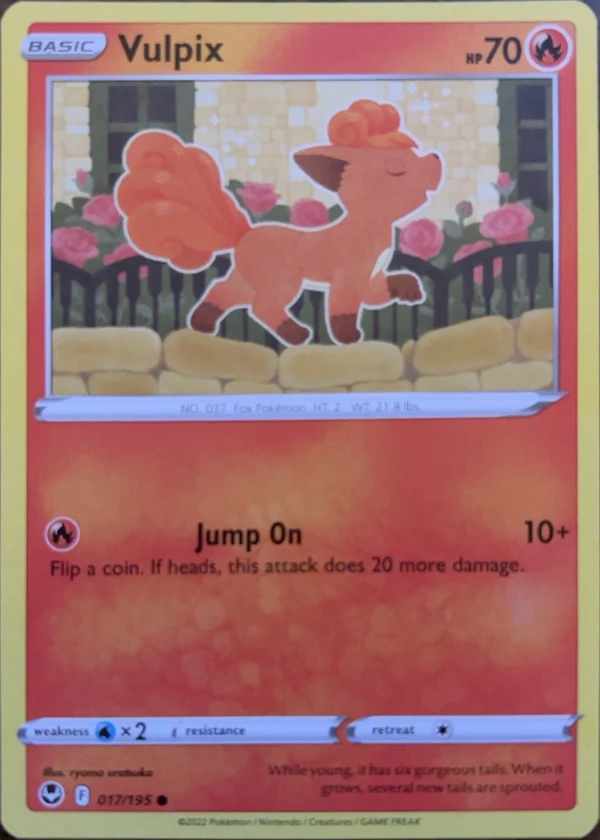 BASIC Vulpix HP 70
NO. 037 Fox Pokémon HT: 2' WT: 21.8 lbs.
Jump On 10+
Flip a coin. If heads, this attack does 20 more damage.
weakness ×2 resistance retreat
Illus. ryoma uratsuka
While young, it has six gorgeous tails. When it
grows, several new tails are sprouted.
F 017/195
©2022 Pokémon / Nintendo / Creatures / GAME FREAK